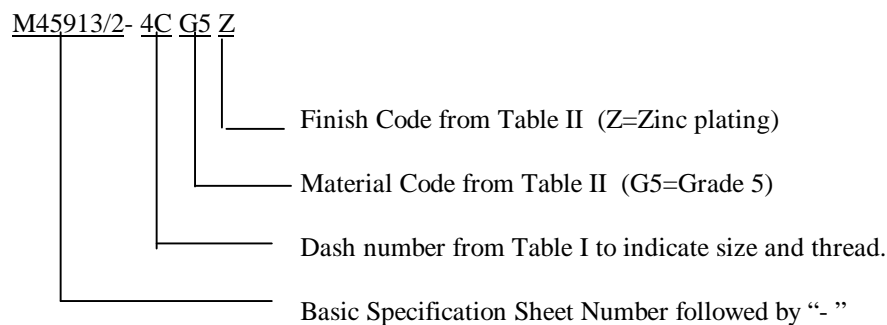 M45913/2- 4C G5 Z
Finish Code from Table II (Z=Zinc plating)
Material Code from Table II (G5=Grade 5)
Dash number from Table I to indicate size and thread.
Basic Specification Sheet Number followed by “- ”